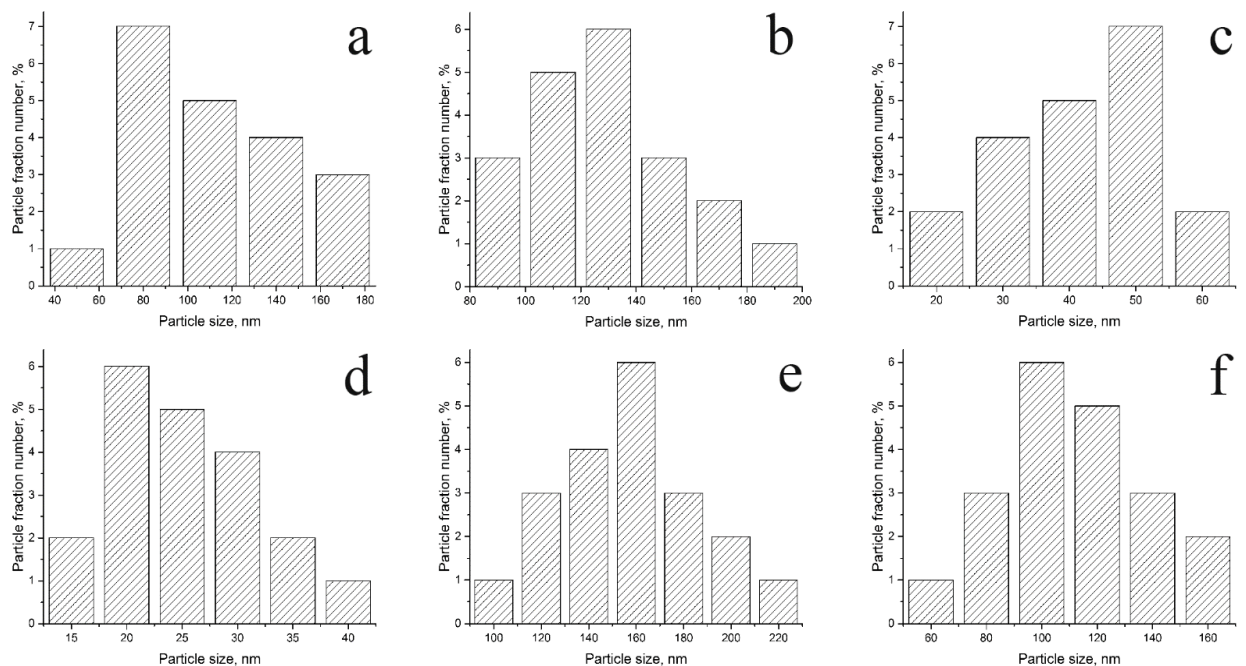 a
Particle fraction number, %
7
6
5
4
3
2
1
0
40 60 80 100 120 140 160 180
Particle size, nm
b
Particle fraction number, %
6
5
4
3
2
1
0
80 100 120 140 160 180 200
Particle size, nm
c
Particle fraction number, %
7
6
5
4
3
2
1
0
20 30 40 50 60
Particle size, nm
d
Particle fraction number, %
6
5
4
3
2
1
0
15 20 25 30 35 40
Particle size, nm
e
Particle fraction number, %
6
5
4
3
2
1
0
100 120 140 160 180 200 220
Particle size, nm
f
Particle fraction number, %
6
5
4
3
2
1
0
60 80 100 120 140 160
Particle size, nm